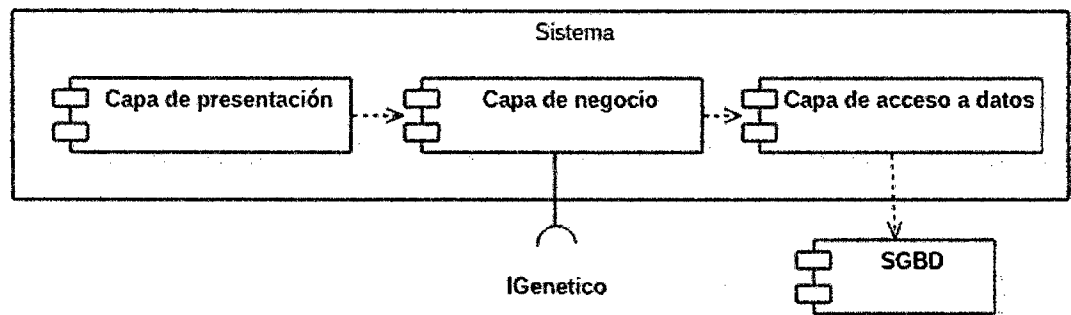 Sistema
Capa de presentación
Capa de negocio
Capa de acceso a datos
SGBD
IGenetico